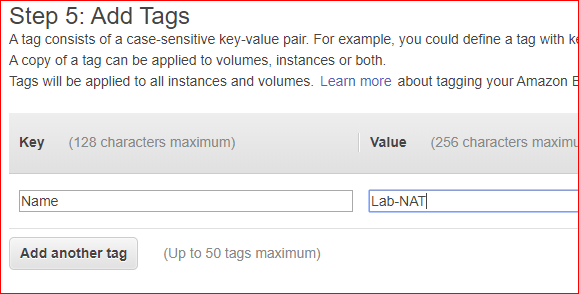 Step 5: Add Tags
A tag consists of a case-sensitive key-value pair. For example, you could define a tag with
A copy of a tag can be applied to volumes, instances or both.
Tags will be applied to all instances and volumes. Learn more about tagging your Amazon
Key (128 characters maximum) Value (256 characters
Name Lab-NAT
Add another tag (Up to 50 tags maximum)